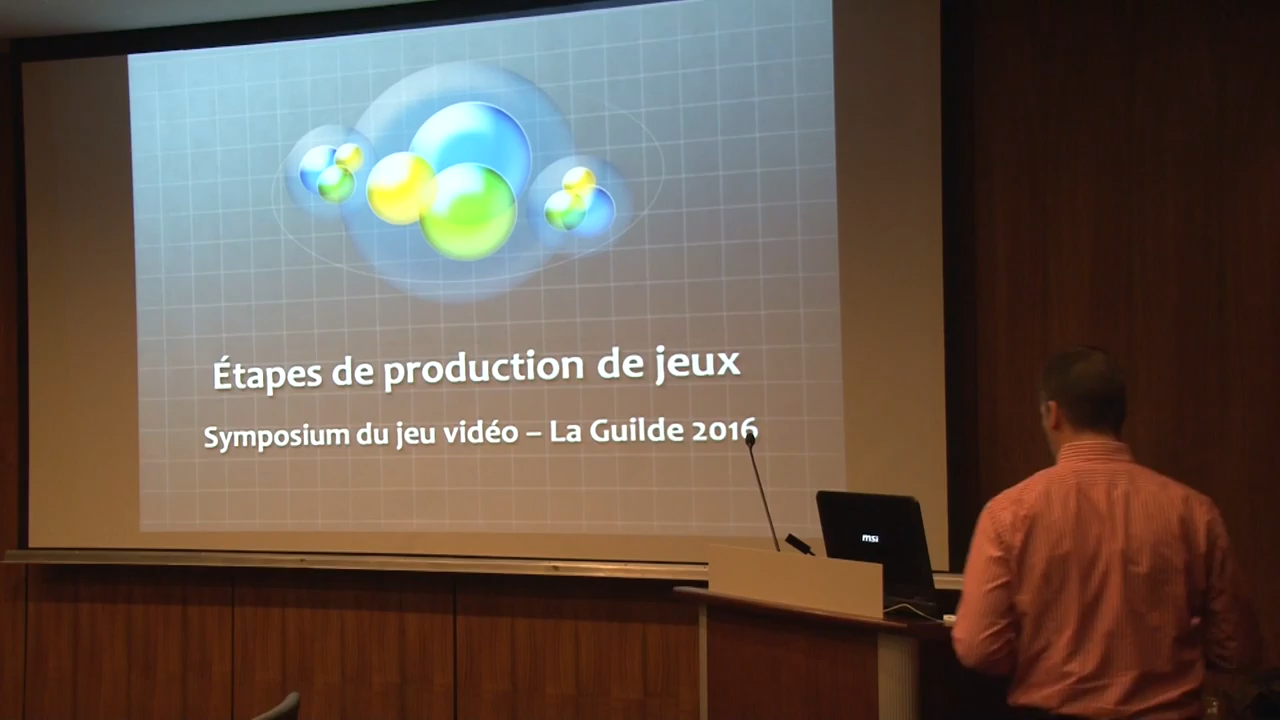 Étapes de production de jeux
Symposium du jeu vidéo – La Guilde 2016
msi